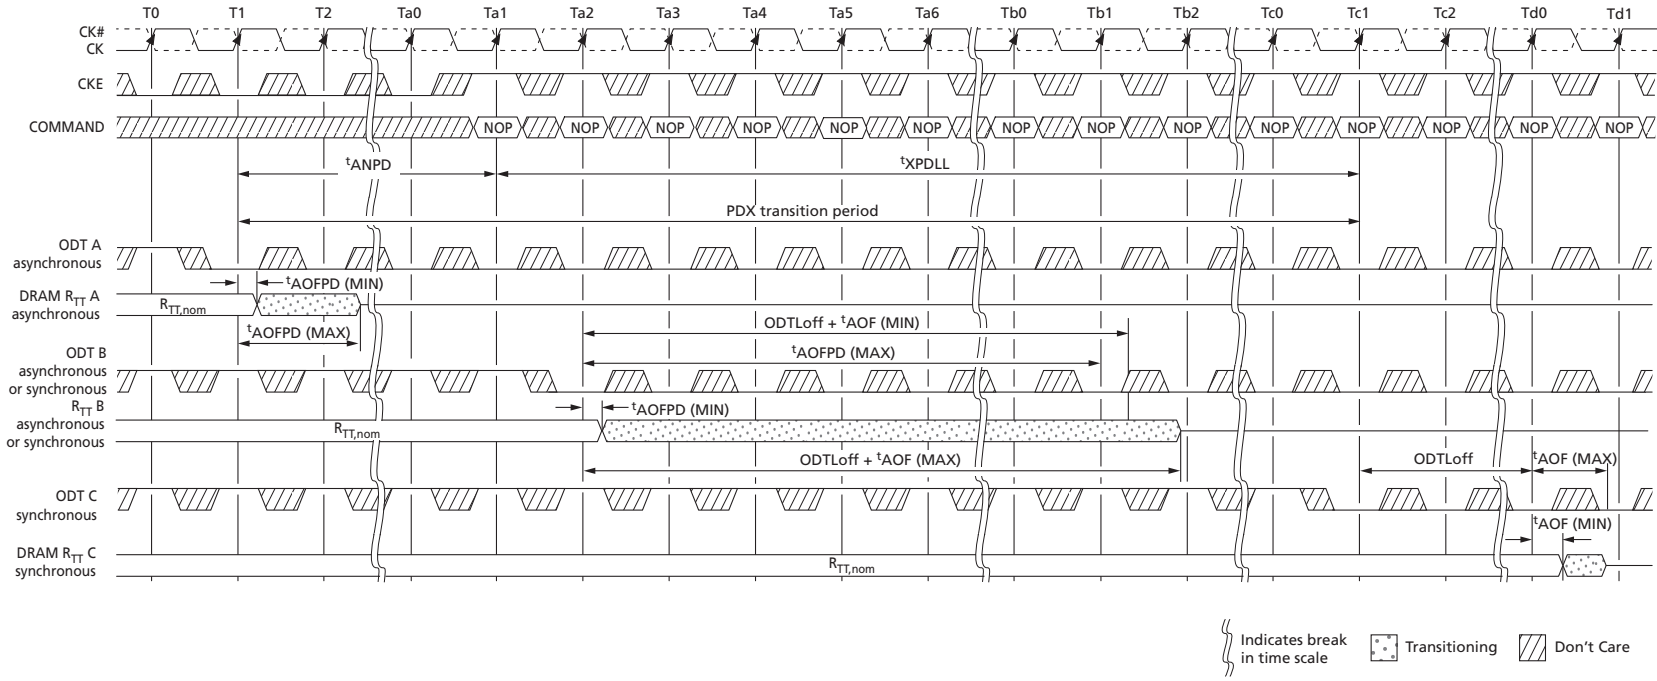 T0 T1 T2 Ta0 Ta1 Ta2 Ta3 Ta4 Ta5 Ta6 Tb0 Tb1 Tb2 Tc0 Tc1 Tc2 Td0 Td1
CK#
CK
CKE
COMMAND NOP NOP NOP NOP NOP NOP NOP NOP NOP NOP NOP NOP NOP NOP
tANPD tXPDLL
PDX transition period
ODT A
asynchronous
tAOFPD (MIN)
DRAM RTT A
asynchronous
RTT,nom
tAOFPD (MAX)
ODTLoff + tAOF (MIN)
tAOFPD (MAX)
ODT B
asynchronous
or synchronous
tAOFPD (MIN)
RTT B
asynchronous
or synchronous
RTT,nom
ODTLoff + tAOF (MAX)
ODTLoff tAOF (MAX)
ODT C
synchronous
tAOF (MIN)
DRAM RTT C
synchronous
RTT,nom
Indicates break
in time scale
Transitioning
Don't Care